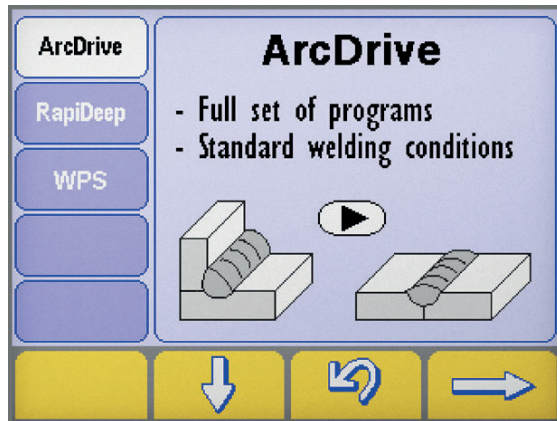 ArcDrive
RapiDeep
WPS
ArcDrive
- Full set of programs
- Standard welding conditions